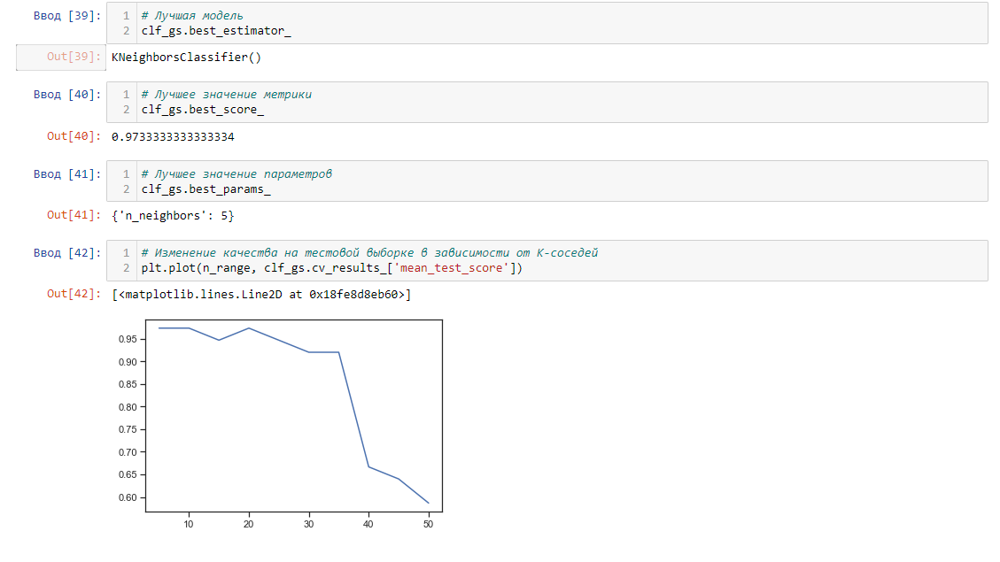 Ввод [39]:
1 # Лучшая модель
2 clf_gs.best_estimator_
Out[39]: KNeighborsClassifier()
Ввод [40]:
1 # Лучшее значение метрики
2 clf_gs.best_score_
Out[40]: 0.9733333333333334
Ввод [41]:
1 # Лучшее значение параметров
2 clf_gs.best_params_
Out[41]: {'n_neighbors': 5}
Ввод [42]:
1 # Изменение качества на тестовой выборке в зависимости от К-соседей
2 plt.plot(n_range, clf_gs.cv_results_['mean_test_score'])
Out[42]: [<matplotlib.lines.Line2D at 0x18fe8d8eb60>]
0.95
0.90
0.85
0.80
0.75
0.70
0.65
0.60
10 20 30 40 50